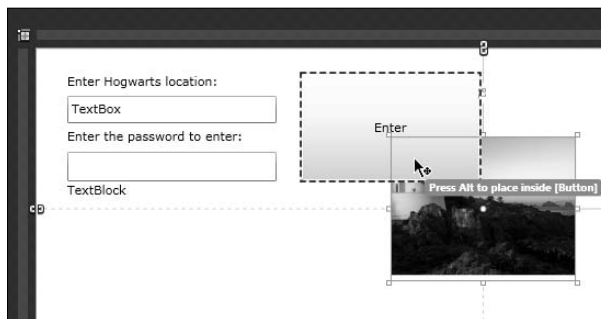 Enter Hogwarts location:
TextBox
Enter the password to enter:
TextBlock
Enter
Press Alt to place inside [Button]